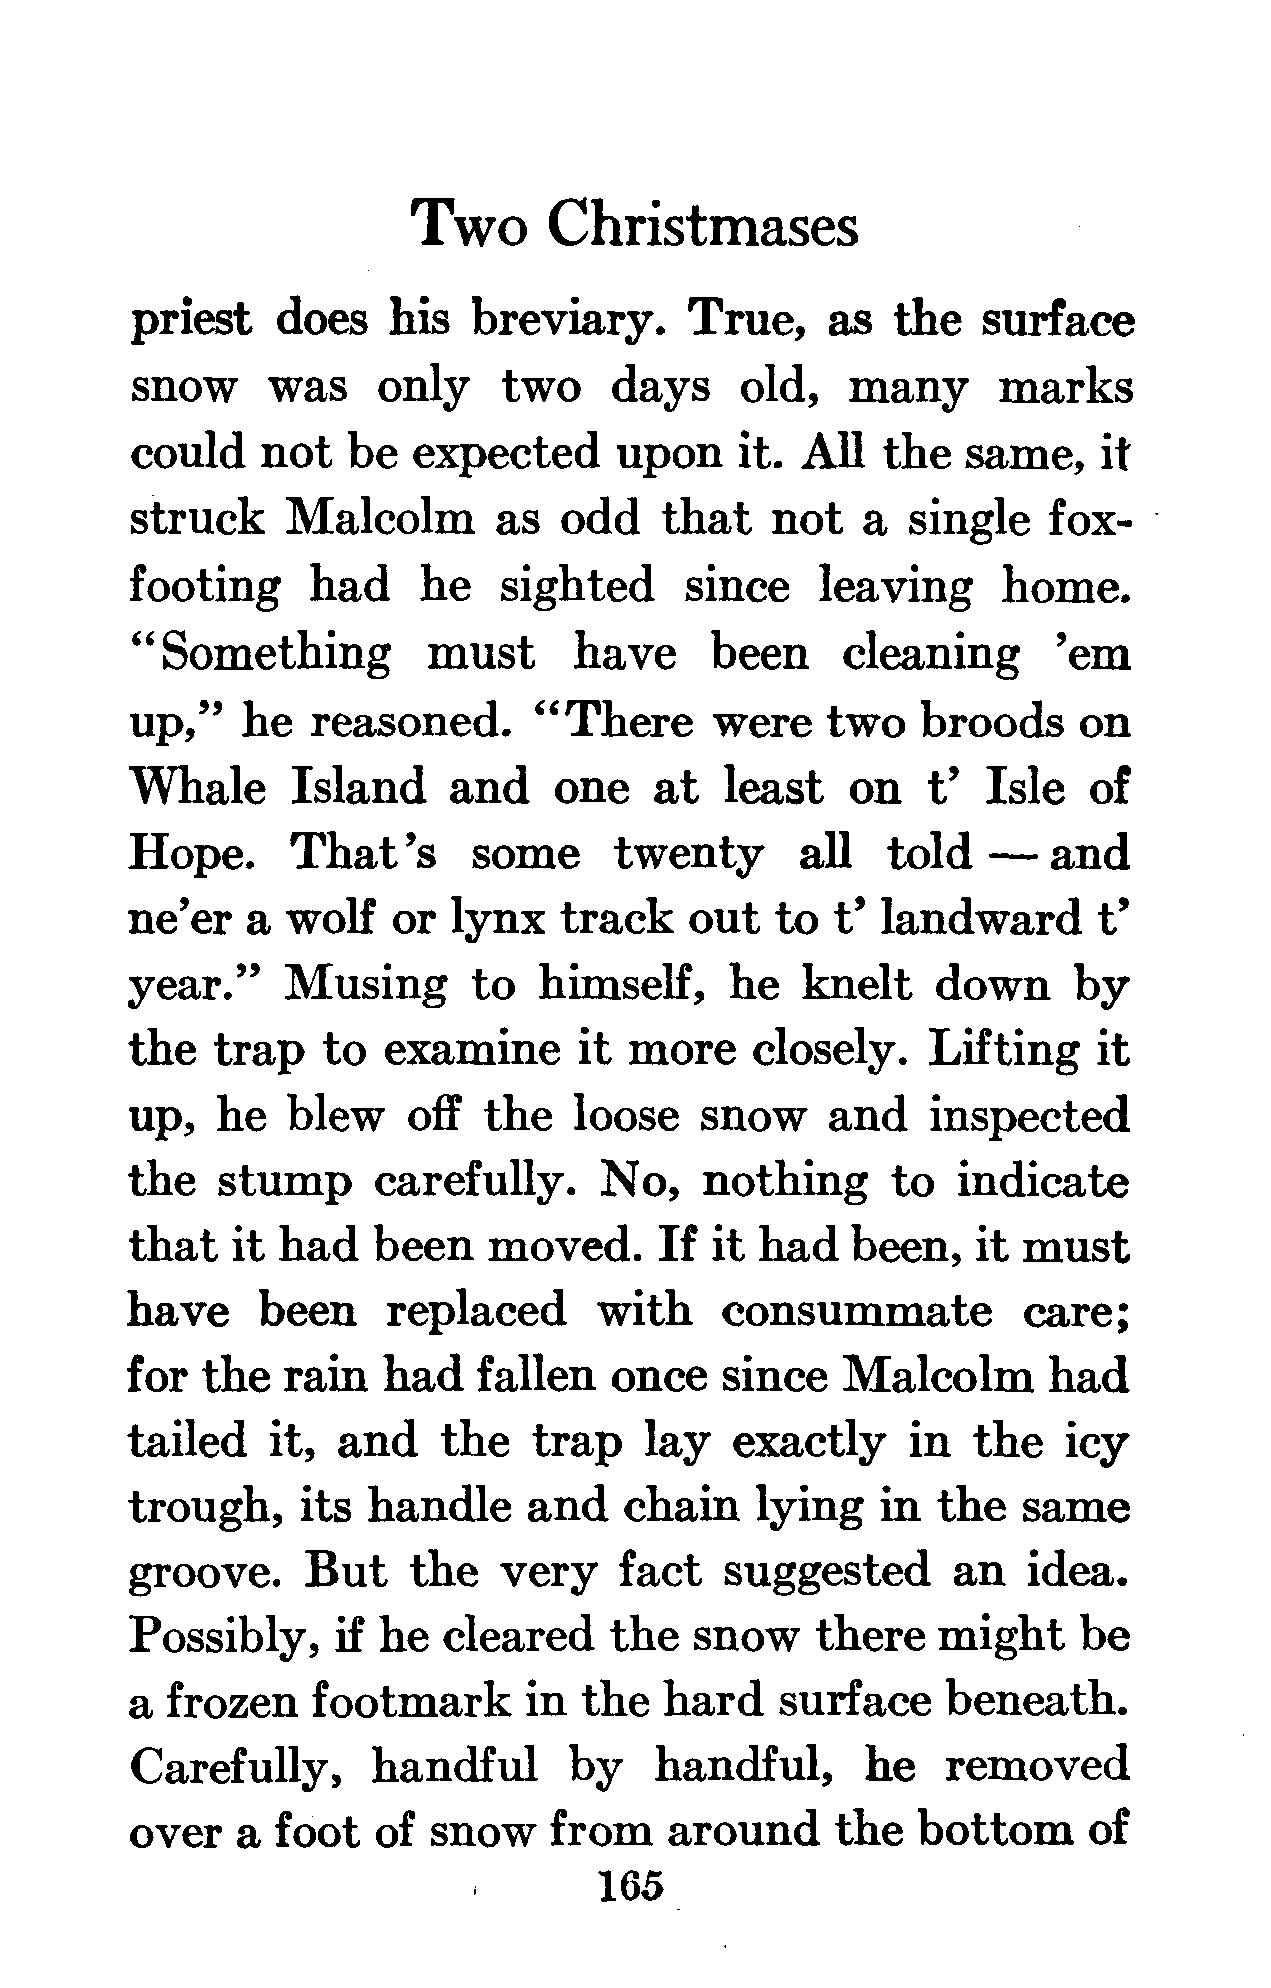 Two Christmases
priest does his breviary. True, as the surface
snow was only two days old, many marks
could not be expected upon it. All the same, it
struck Malcolm as odd that not a single fox-
footing had he sighted since leaving home.
“Something must have been cleaning ’em
up,” he reasoned. “There were two broods on
Whale Island and one at least on t’ Isle of
Hope. That’s some twenty all told — and
ne’er a wolf or lynx track out to t’ landward t’
year.” Musing to himself, he knelt down by
the trap to examine it more closely. Lifting it
up, he blew off the loose snow and inspected
the stump carefully. No, nothing to indicate
that it had been moved. If it had been, it must
have been replaced with consummate care;
for the rain had fallen once since Malcolm had
tailed it, and the trap lay exactly in the icy
trough, its handle and chain lying in the same
groove. But the very fact suggested an idea.
Possibly, if he cleared the snow there might be
a frozen footmark in the hard surface beneath.
Carefully, handful by handful, he removed
over a foot of snow from around the bottom of
165